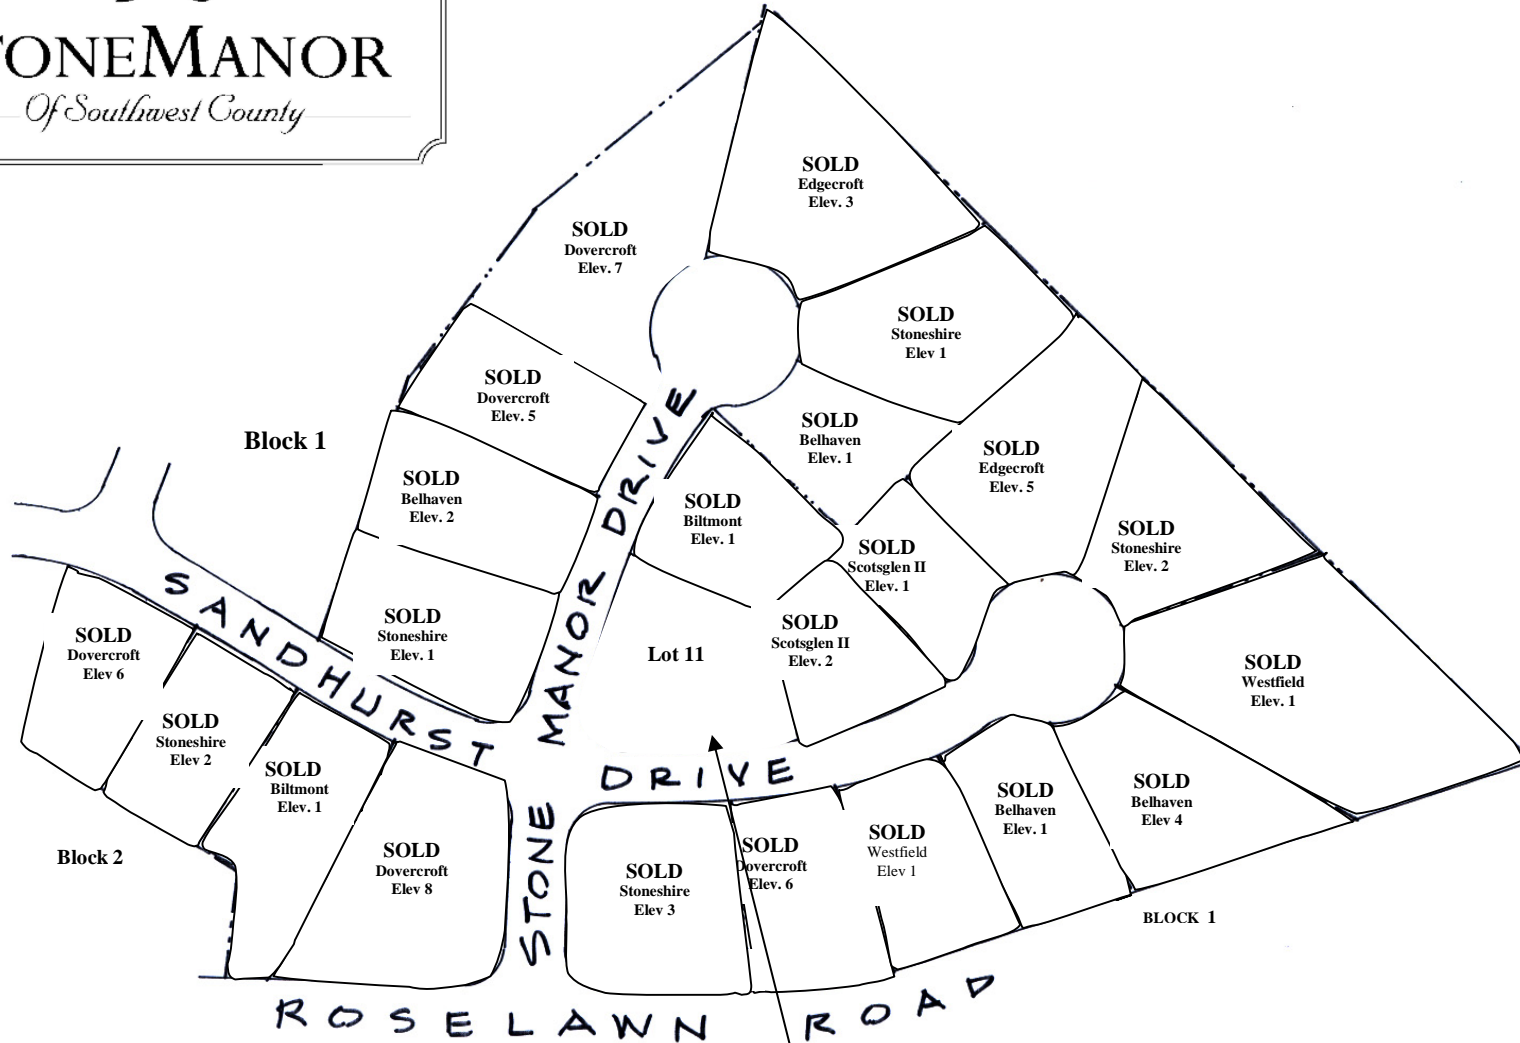 TONEMANOR
Of Southwest County
SOLD
Edgecroft
Elev. 3
SOLD
Dovercroft
Elev. 7
SOLD
Stoneshire
Elev 1
SOLD
Dovercroft
Elev. 5
SOLD
Belhaven
Elev. 1
Block 1
SOLD
Edgecroft
Elev. 5
SOLD
Belhaven
Elev. 2
SOLD
Biltmont
Elev. 1
SOLD
Stoneshire
Elev. 2
SOLD
Scotsglen II
Elev. 1
SOLD
Stoneshire
Elev. 1
SOLD
Scotsglen II
Elev. 2
Lot 11
SOLD
Dovercroft
Elev 6
SOLD
Westfield
Elev. 1
SANDHURST DRIVE
STONE MANOR DRIVE
SOLD
Stoneshire
Elev 2
SOLD
Biltmont
Elev. 1
SOLD
Belhaven
Elev. 1
SOLD
Belhaven
Elev 4
SOLD
Dovercroft
Elev 8
SOLD
Stoneshire
Elev 3
SOLD
Dovercroft
Elev. 6
SOLD
Westfield
Elev 1
Block 2
BLOCK 1
ROSELAWN ROAD